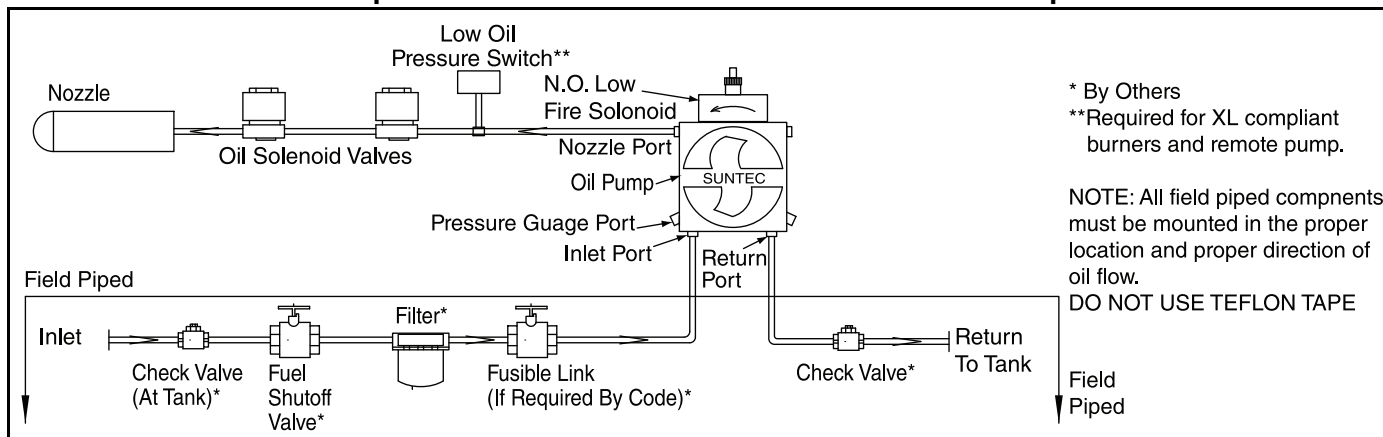 Low Oil
Pressure Switch**
Nozzle
N.O. Low
Fire Solonoid
Oil Solenoid Valves
Nozzle Port
Oil Pump
SUNTEC
Pressure Guage Port
Inlet Port
Return
Port
* By Others
**Required for XL compliant
burners and remote pump.
NOTE: All field piped compnents
must be mounted in the proper
location and proper direction of
oil flow.
DO NOT USE TEFLON TAPE
Field Piped
Inlet
Check Valve
(At Tank)*
Fuel
Shutoff
Valve*
Filter*
Fusible Link
(If Required By Code)*
Check Valve*
Return
To Tank
Field
Piped